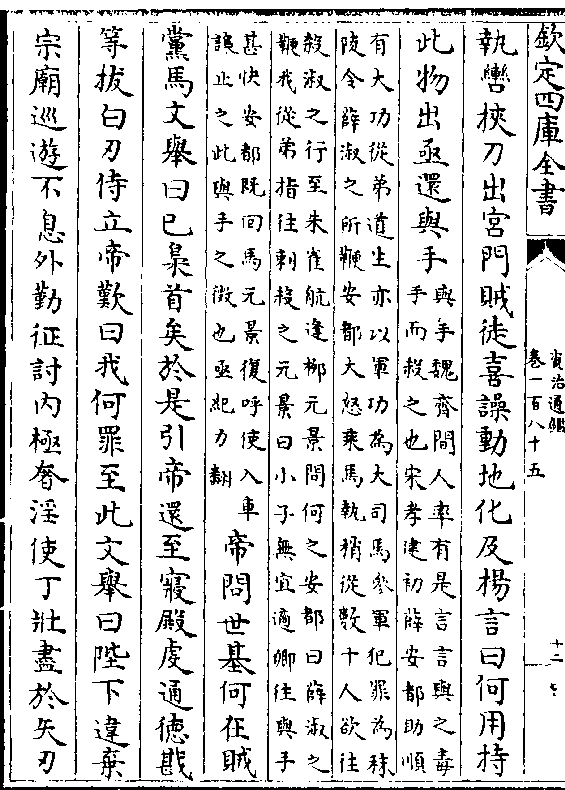 欽定四庫全書
資治通鑑
卷一百八十五
十二
執轡挾刀出宮門賊徒喜譟動地化及楊言曰何用持
此物出亟還與手
與手魏齊間人率有是言言與之毒
手而殺之也宋孝建初薛安都助順
有大功從弟道生亦以軍功為大司馬參軍犯罪為秣
陵令薛淑之所鞭安都大怒乘馬執矟從數十人欲往
殺淑之行至朱雀航逢柳元景問何之安都曰薛淑之
鞭我從弟指往刺殺之元景曰小子無宜適卿往與手
甚快安都既回馬元景復呼使入車
讓止之此與手之徴也亟紀力翻
帝問世基何在賊
黨馬文舉曰已梟首矣於是引帝還至寢殿虔通德戡
等拔白刃侍立帝歎曰我何罪至此文舉曰陛下違棄
宗廟巡遊不息外勤征討内極奢淫使丁壯盡於矢刃